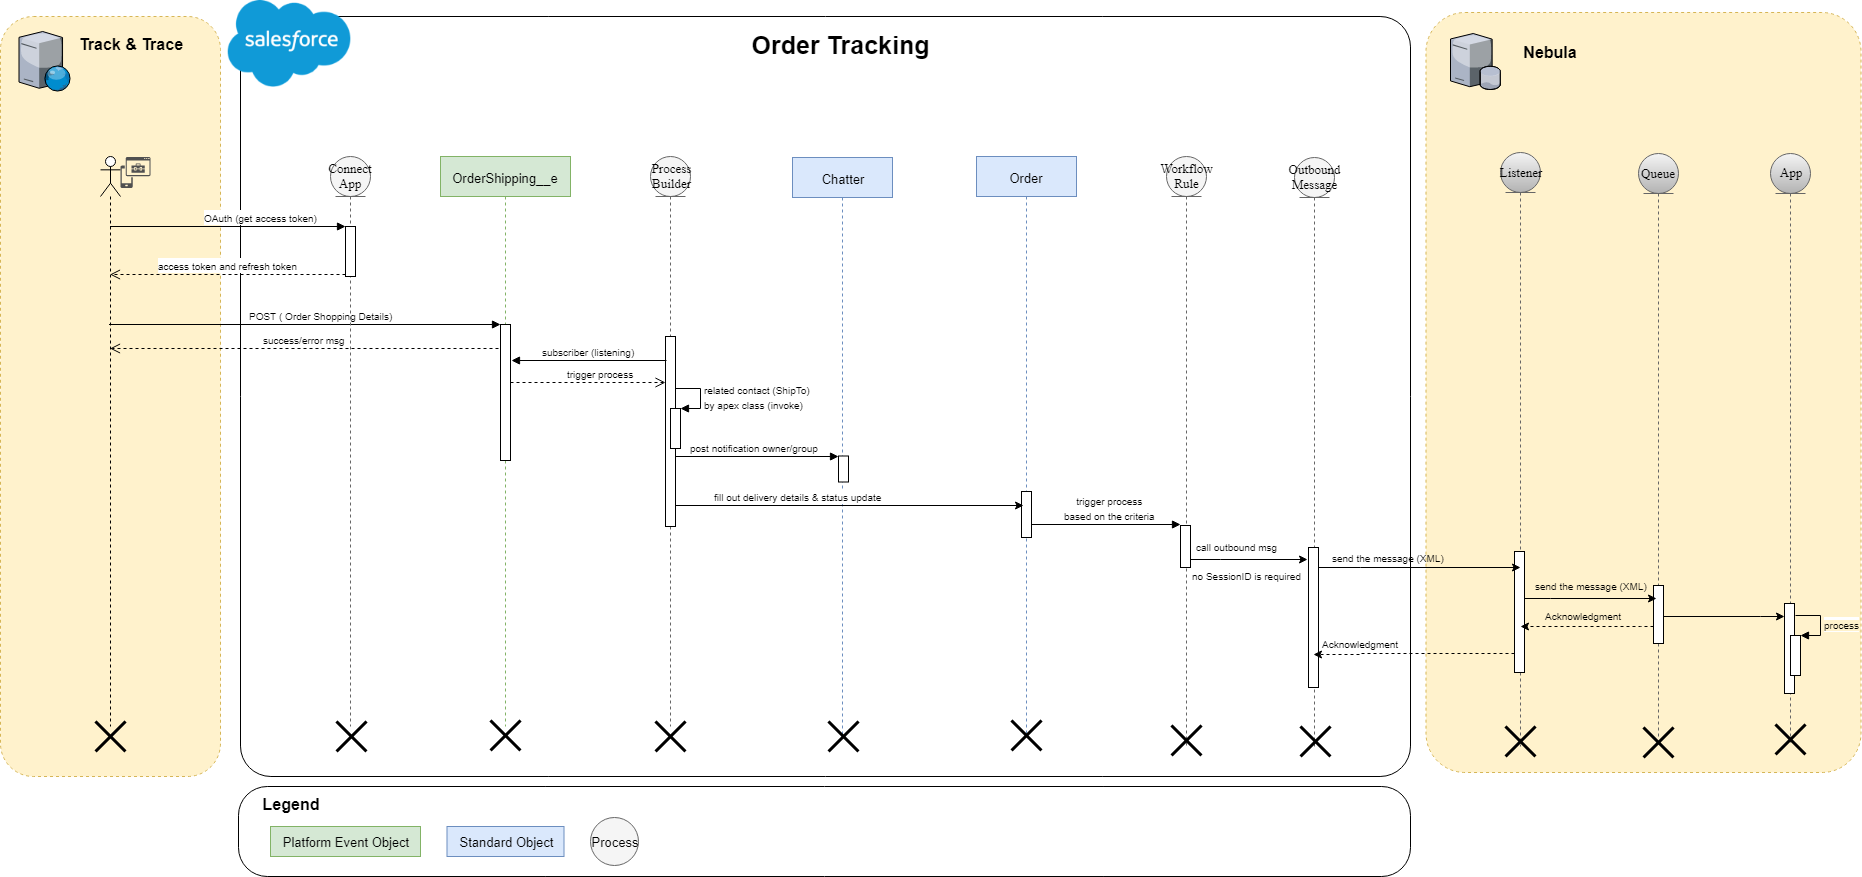 Track & Trace
salesforce
Order Tracking
Nebula
Connect
App
OrderShipping__e
Process
Builder
Chatter
Order
Workflow
Rule
Outbound
Message
Listener
Queue
App
OAuth (get access token)
access token and refresh token
POST ( Order Shopping Details)
success/error msg
subscriber (listening)
trigger process
related contact (ShipTo)
by apex class (invoke)
post notification owner/group
fill out delivery details & status update
trigger process
based on the criteria
call outbound msg
no SessionID is required
send the message (XML)
send the message (XML)
Acknowledgment
process
Acknowledgment
Legend
Platform Event Object
Standard Object
Process